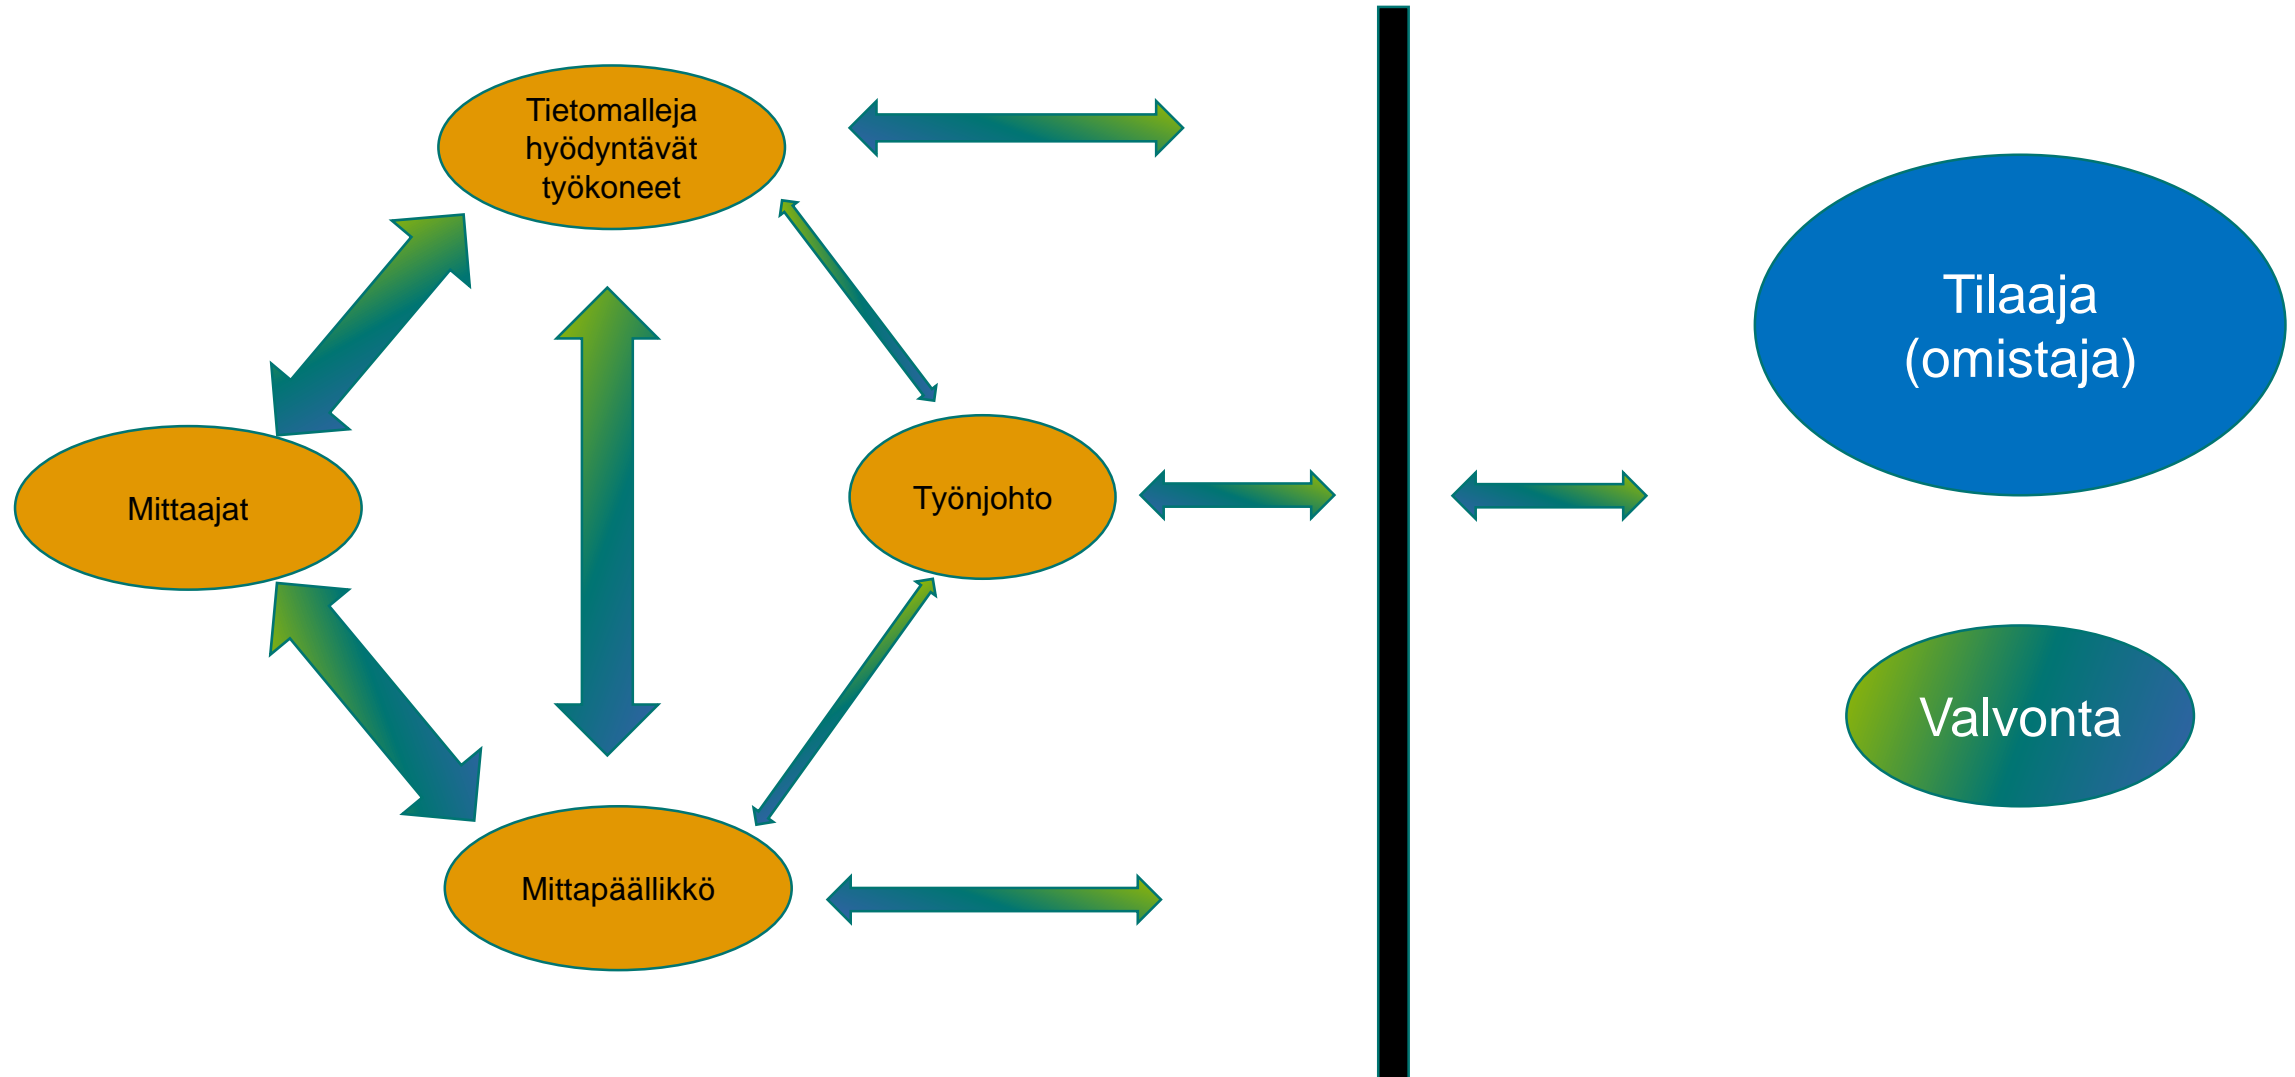 Tietomalleja
hyödyntävät
työkoneet
Mittaajat
Työnjohto
Mittapäällikkö
Tilaaja
(omistaja)
Valvonta